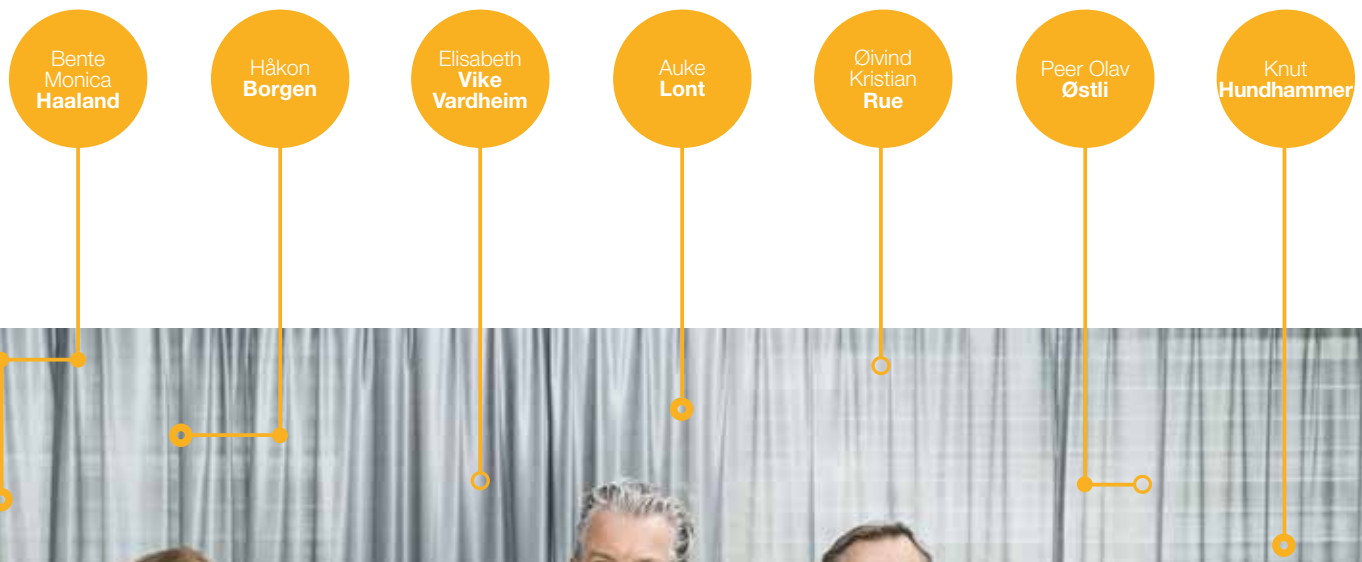 Bente
Monica
Haaland
Håkon
Borgen
Elisabeth
Vike
Vardheim
Auke
Lont
Øivind
Kristian
Rue
Peer Olav
Østli
Knut
Hundhammer